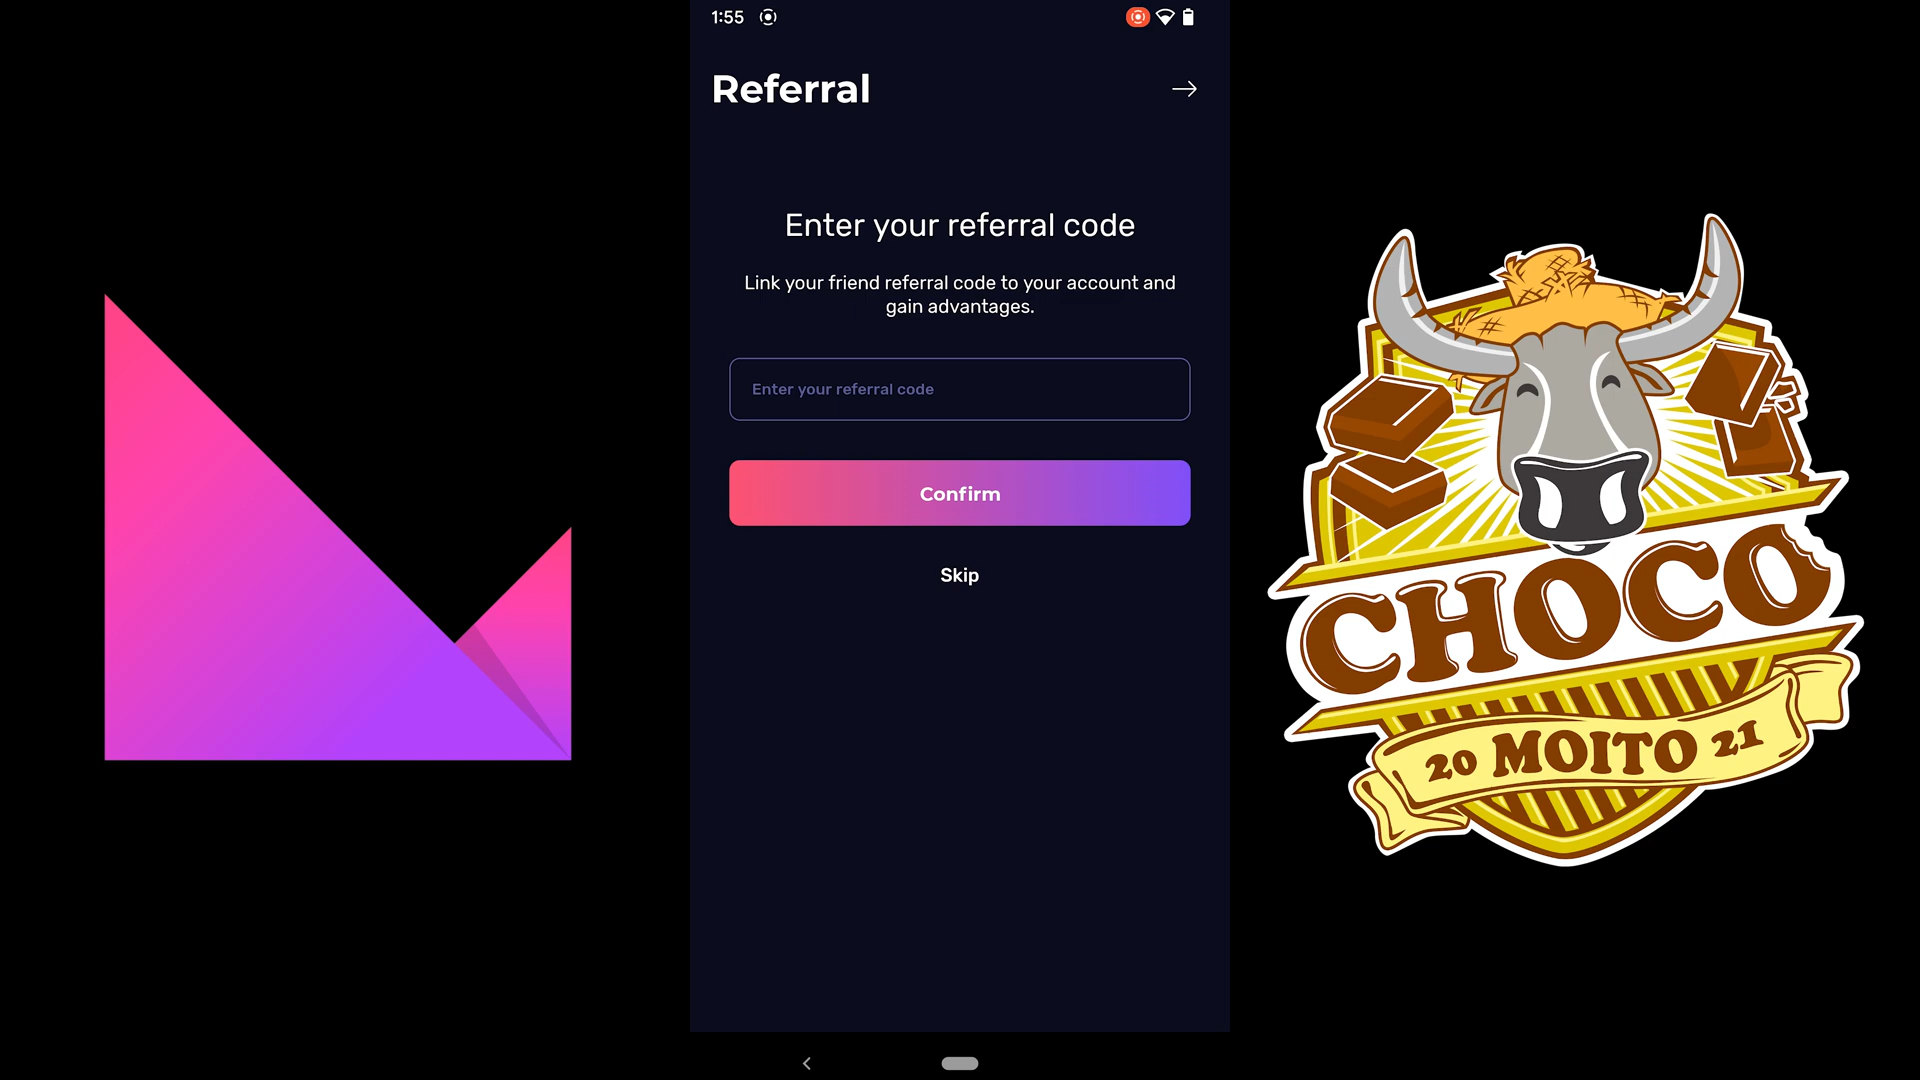 1:55
Referral
Enter your referral code
Link your friend referral code to your account and
gain advantages.
Enter your referral code
Confirm
Skip
CHOCO
20 MOITO 21